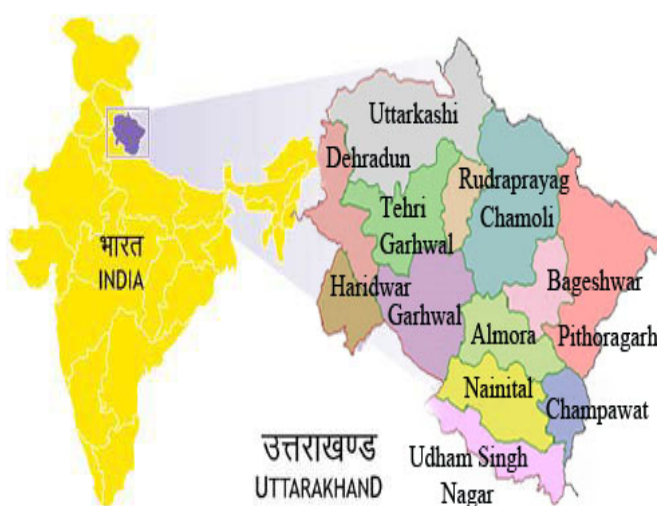 भारत
INDIA
Uttarkashi
Dehradun
Rudraprayag
Chamoli
Tehri
Garhwal
Haridwar
Garhwal
Bageshwar
Almora
Pithoragarh
Nainital
Champawat
Udham Singh
Nagar
उत्तराखण्ड
UTTARAKHAND